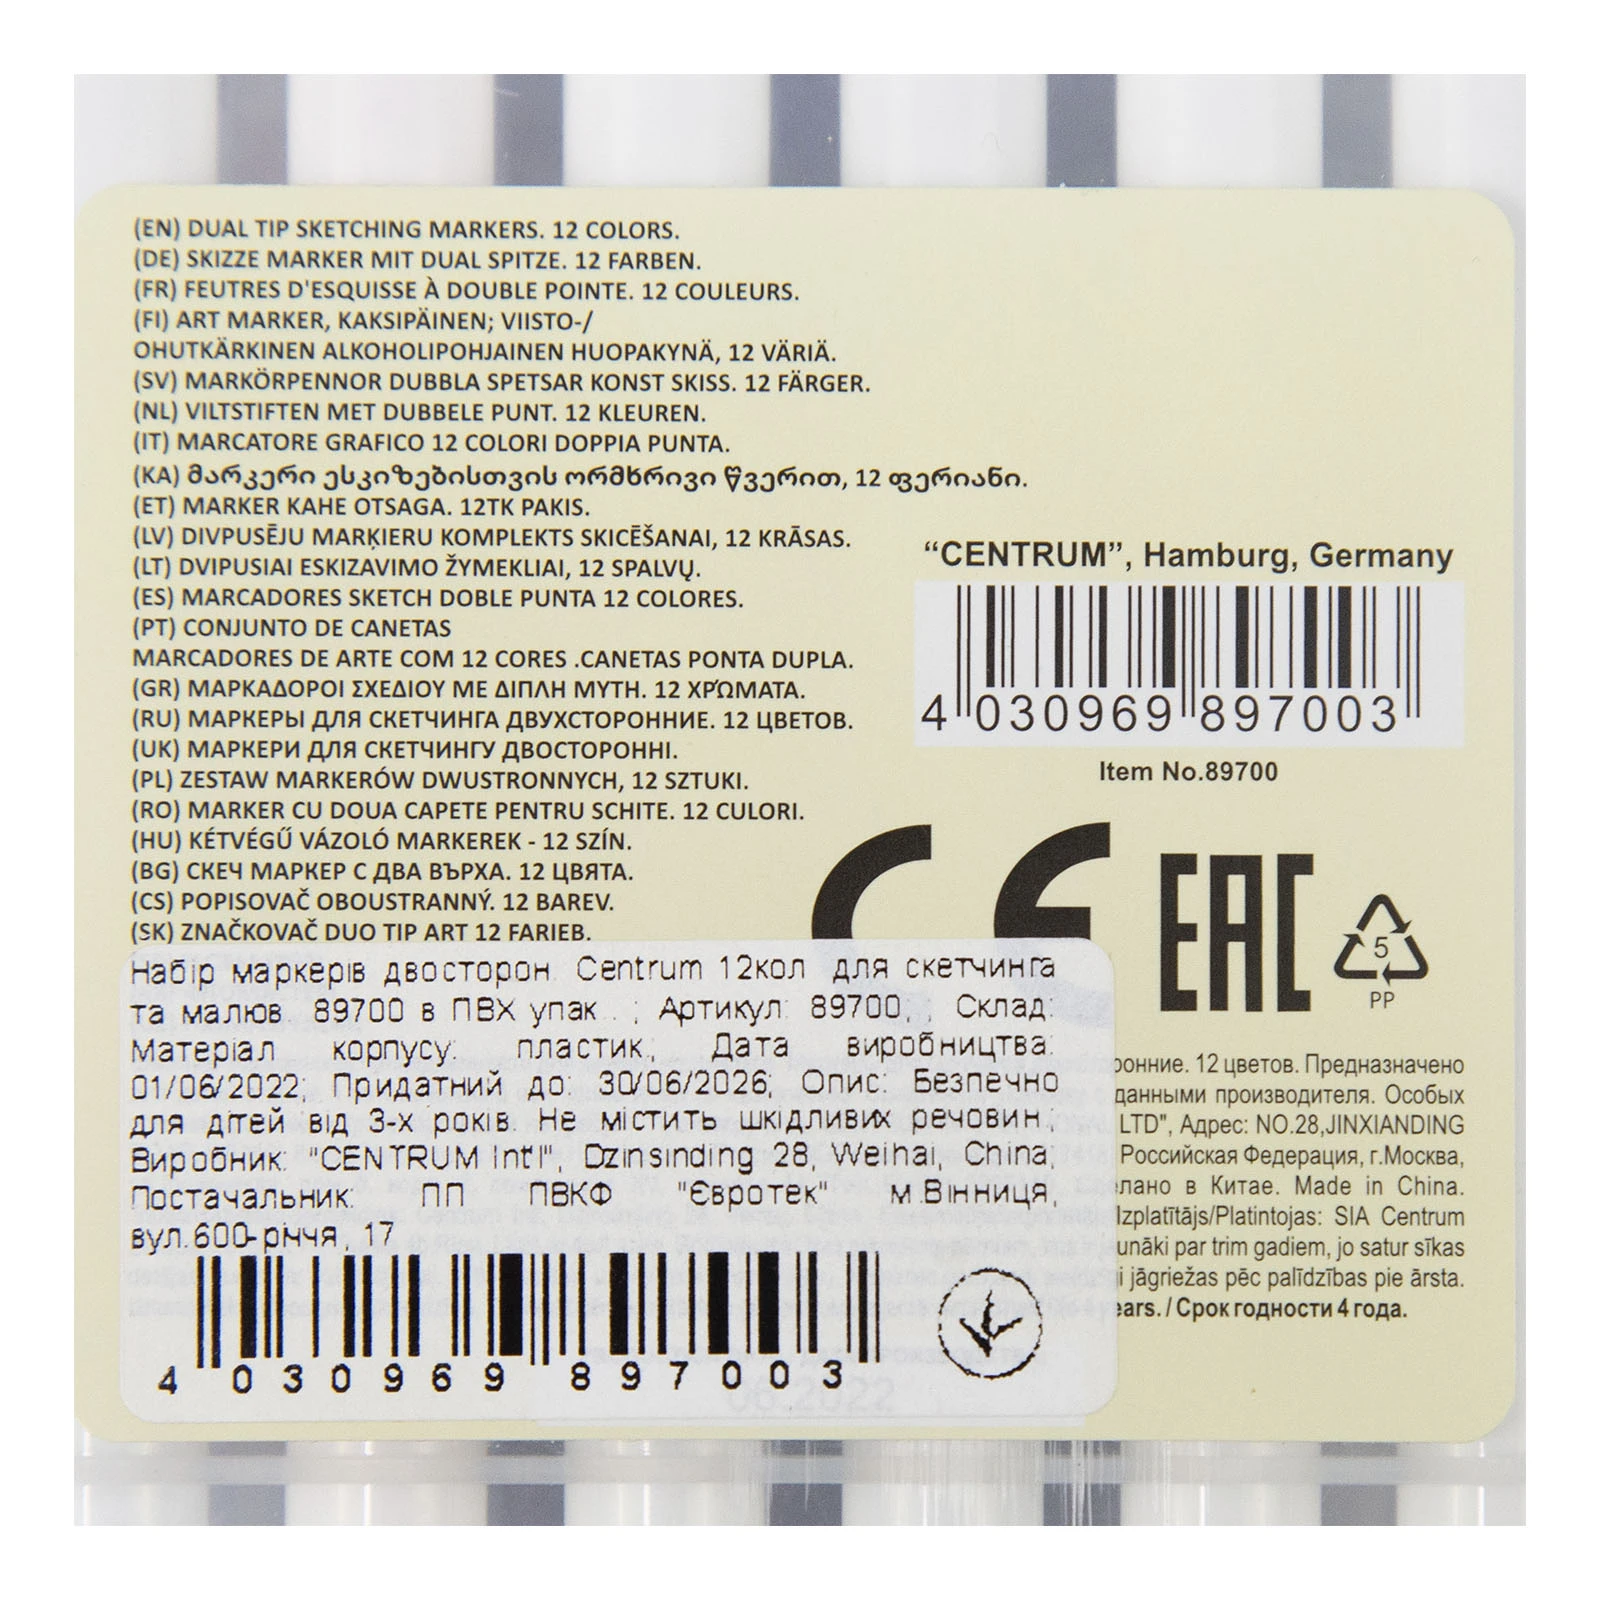 (EN) DUAL TIP SKETCHING MARKERS. 12 COLORS.
(DE) SKIZZE MARKER MIT DUAL SPITZE. 12 FARBEN.
(FR) FEUTRES D'ESQUISSE À DOUBLE POINTE. 12 COULEURS.
(FI) ART MARKER, KAKSIPÄINEN; VIISTO-/
OHUTKÄRKINEN ALKOHOLIPOHJAINEN HUOPAKYNÄ, 12 VÄRIÄ.
(SV) MARKÖRPENNOR DUBBLA SPETSAR KONST SKISS. 12 FÄRGER.
(NL) VILTSTIFTEN MET DUBBELE PUNT. 12 KLEUREN.
(IT) MARCATORE GRAFICO 12 COLORI DOPPIA PUNTA.
(KA) მარკერი ესკიზებისთვის ორმხრივი წვერით, 12 ფერიანი.
(ET) MARKER KAHE OTSAGA. 12TK PAKIS.
(LV) DIVPUSĒJU MARĶIERU KOMPLEKTS SKICĒŠANAI, 12 KRĀSAS.
(LT) DVIPUSIAI ESKIZAVIMO ŽYMEKLIAI, 12 SPALVŲ.
(ES) MARCADORES SKETCH DOBLE PUNTA 12 COLORES.
(PT) CONJUNTO DE CANETAS
MARCADORES DE ARTE COM 12 CORES .CANETAS PONTA DUPLA.
(GR) ΜΑΡΚΑΔΟΡΟΙ ΣΧΕΔΙΟΥ ΜΕ ΔΙΠΛΗ ΜΥΤΗ. 12 ΧΡΏΜΑΤΑ.
(RU) МАРКЕРЫ ДЛЯ СКЕТЧИНГА ДВУХСТОРОННИЕ. 12 ЦВЕТОВ.
(UK) МАРКЕРИ ДЛЯ СКЕТЧИНГУ ДВОСТОРОННІ.
(PL) ZESTAW MARKERÓW DWUSTRONNYCH, 12 SZTUKI.
(RO) MARKER CU DOUA CAPETE PENTRU SCHITE. 12 CULORI.
(HU) KÉTVÉGŰ VÁZOLÓ MARKEREK - 12 SZÍN.
(BG) СКЕЧ МАРКЕР С ДВА ВЪРХА. 12 ЦВЯТА.
(CS) POPISOVAČ OBOUSTRANNÝ. 12 BAREV.
(SK) ZNAČKOVAČ DUO TIP ART 12 FARIEB.
“CENTRUM”, Hamburg, Germany
4 030969 897003
Item No.89700
CE EAC
5
PP
Набір маркерів двосторон. Centrum 12кол для скетчинга
та малюв. 89700 в ПВХ упак. . ; Артикул: 89700; ; Склад:
Матеріал корпусу: пластик; Дата виробництва:
01/06/2022; Придатний до: 30/06/2026; Опис: Безпечно
для дітей від 3-х років. Не містить шкідливих речовин.;
Виробник: "CENTRUM Int'l", Dzinsinding 28, Weihai, China;
Постачальник: ПП ПВКФ "Євротек" м.Вінниця,
вул.600-річчя, 17
4 030969 897003
оронние. 12 цветов. Предназначено
данными производителя. Особых
LTD", Адрес: NO.28,JINXIANDING
Российская Федерация, г.Москва,
лано в Китае. Made in China.
Izplatītājs/Platintojas: SIA Centrum
unāki par trim gadiem, jo satur sīkas
i jāgriežas pēc palīdzības pie ārsta.
ears. / Срок годности 4 года.
06.2022